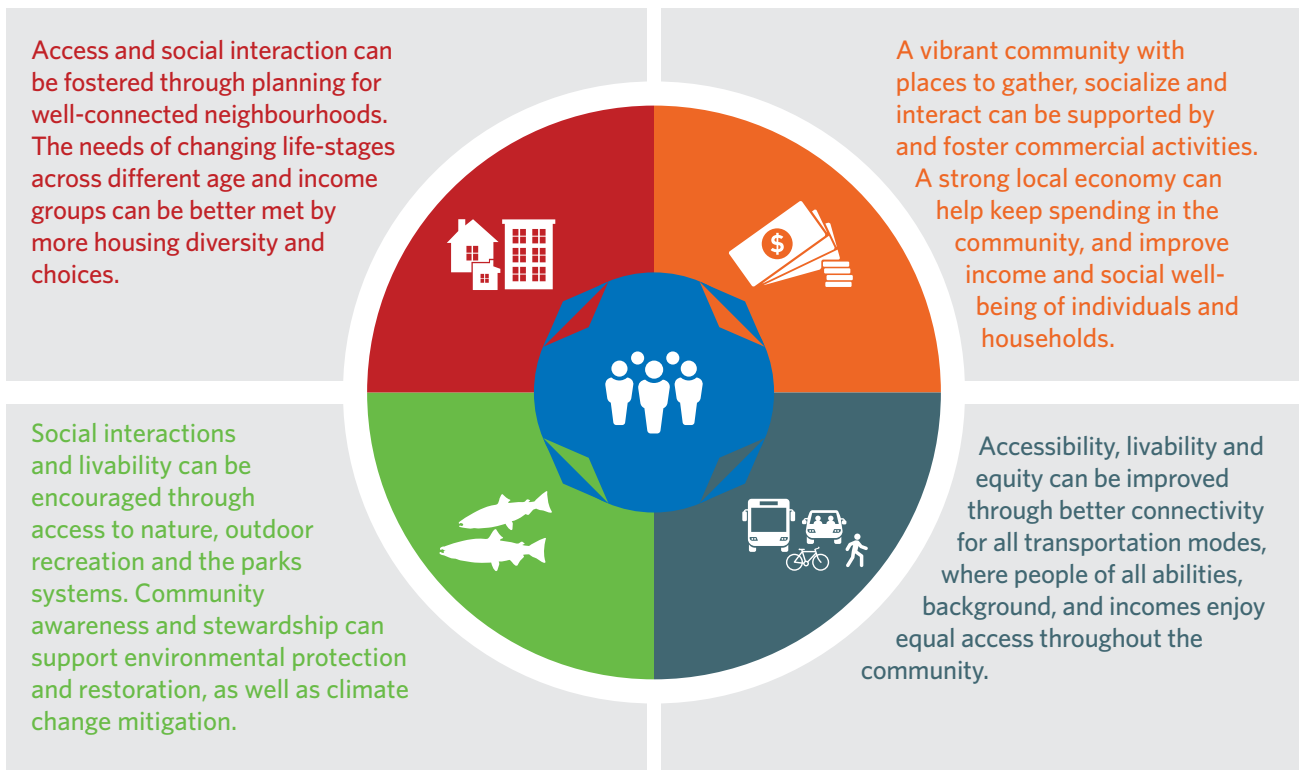 Access and social interaction can
be fostered through planning for
well-connected neighbourhoods.
The needs of changing life-stages
across different age and income
groups can be better met by
more housing diversity and
choices.
A vibrant community with
places to gather, socialize and
interact can be supported by
and foster commercial activities.
A strong local economy can
help keep spending in the
community, and improve
income and social well-
being of individuals and
households.
$
Social interactions
and livability can be
encouraged through
access to nature, outdoor
recreation and the parks
systems. Community
awareness and stewardship can
support environmental protection
and restoration, as well as climate
change mitigation.
Accessibility, livability and
equity can be improved
through better connectivity
for all transportation modes,
where people of all abilities,
background, and incomes enjoy
equal access throughout the
community.